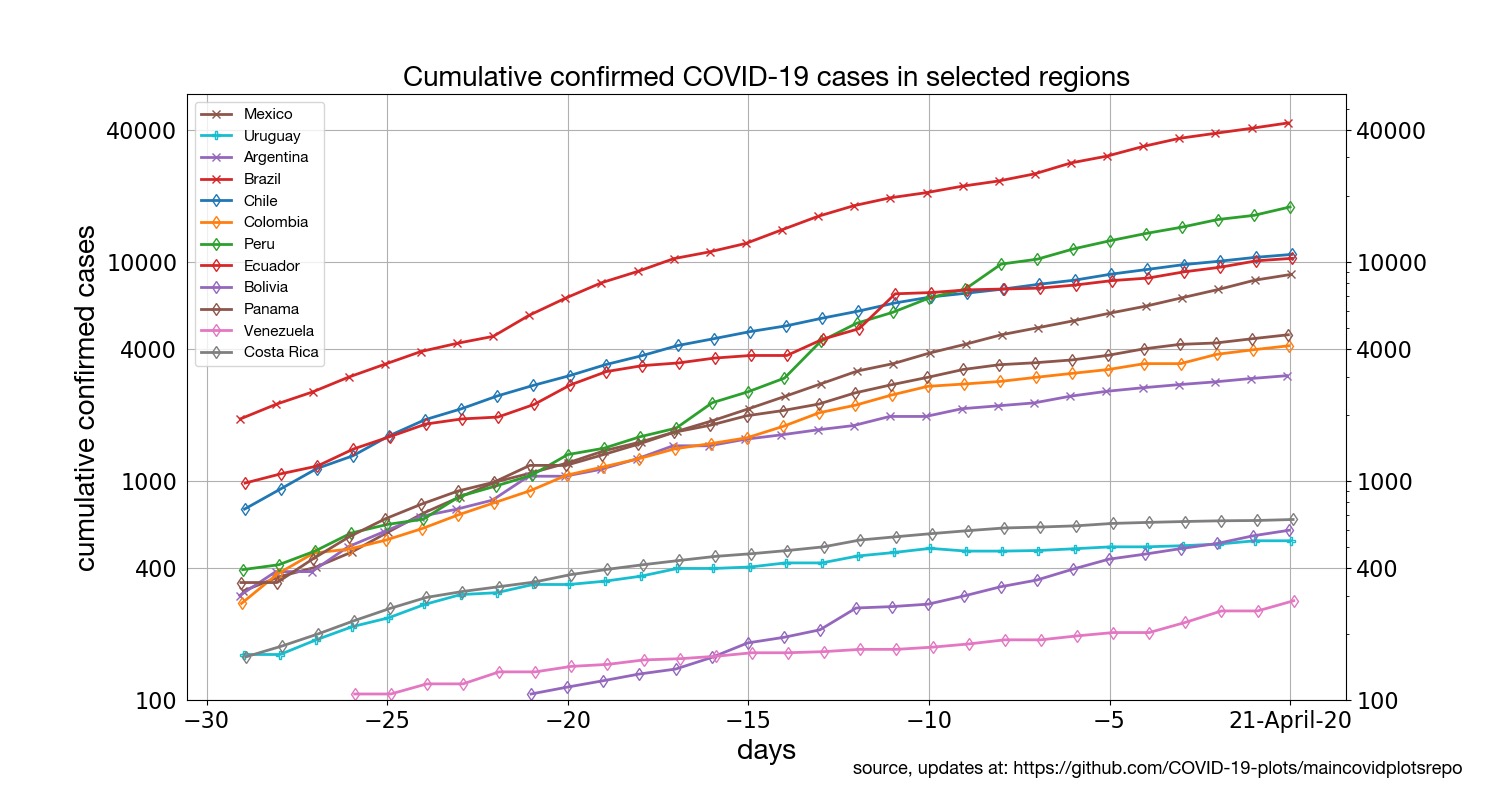 Cumulative confirmed COVID-19 cases in selected regions
Mexico
Uruguay
Argentina
Brazil
Chile
Colombia
Peru
Ecuador
Bolivia
Panama
Venezuela
Costa Rica
cumulative confirmed cases
40000
10000
4000
1000
400
100
40000
10000
4000
1000
400
100
−30
−25
−20
−15
−10
−5
21-April-20
days
source, updates at: https://github.com/COVID-19-plots/maincovidplotsrepo